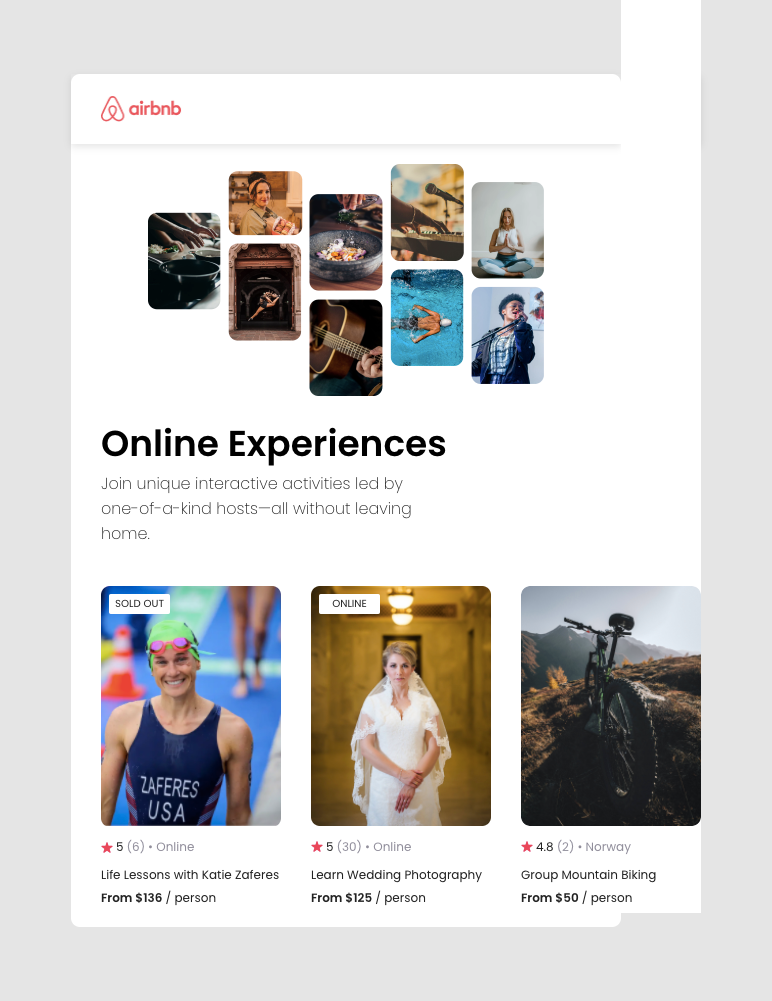 airbnb
Online Experiences
Join unique interactive activities led by
one-of-a-kind hosts—all without leaving
home.
SOLD OUT
ZAFERES
USA
5 (6) • Online
Life Lessons with Katie Zaferes
From $136 / person
ONLINE
5 (30) • Online
Learn Wedding Photography
From $125 / person
4.8 (2) • Norway
Group Mountain Biking
From $50 / person